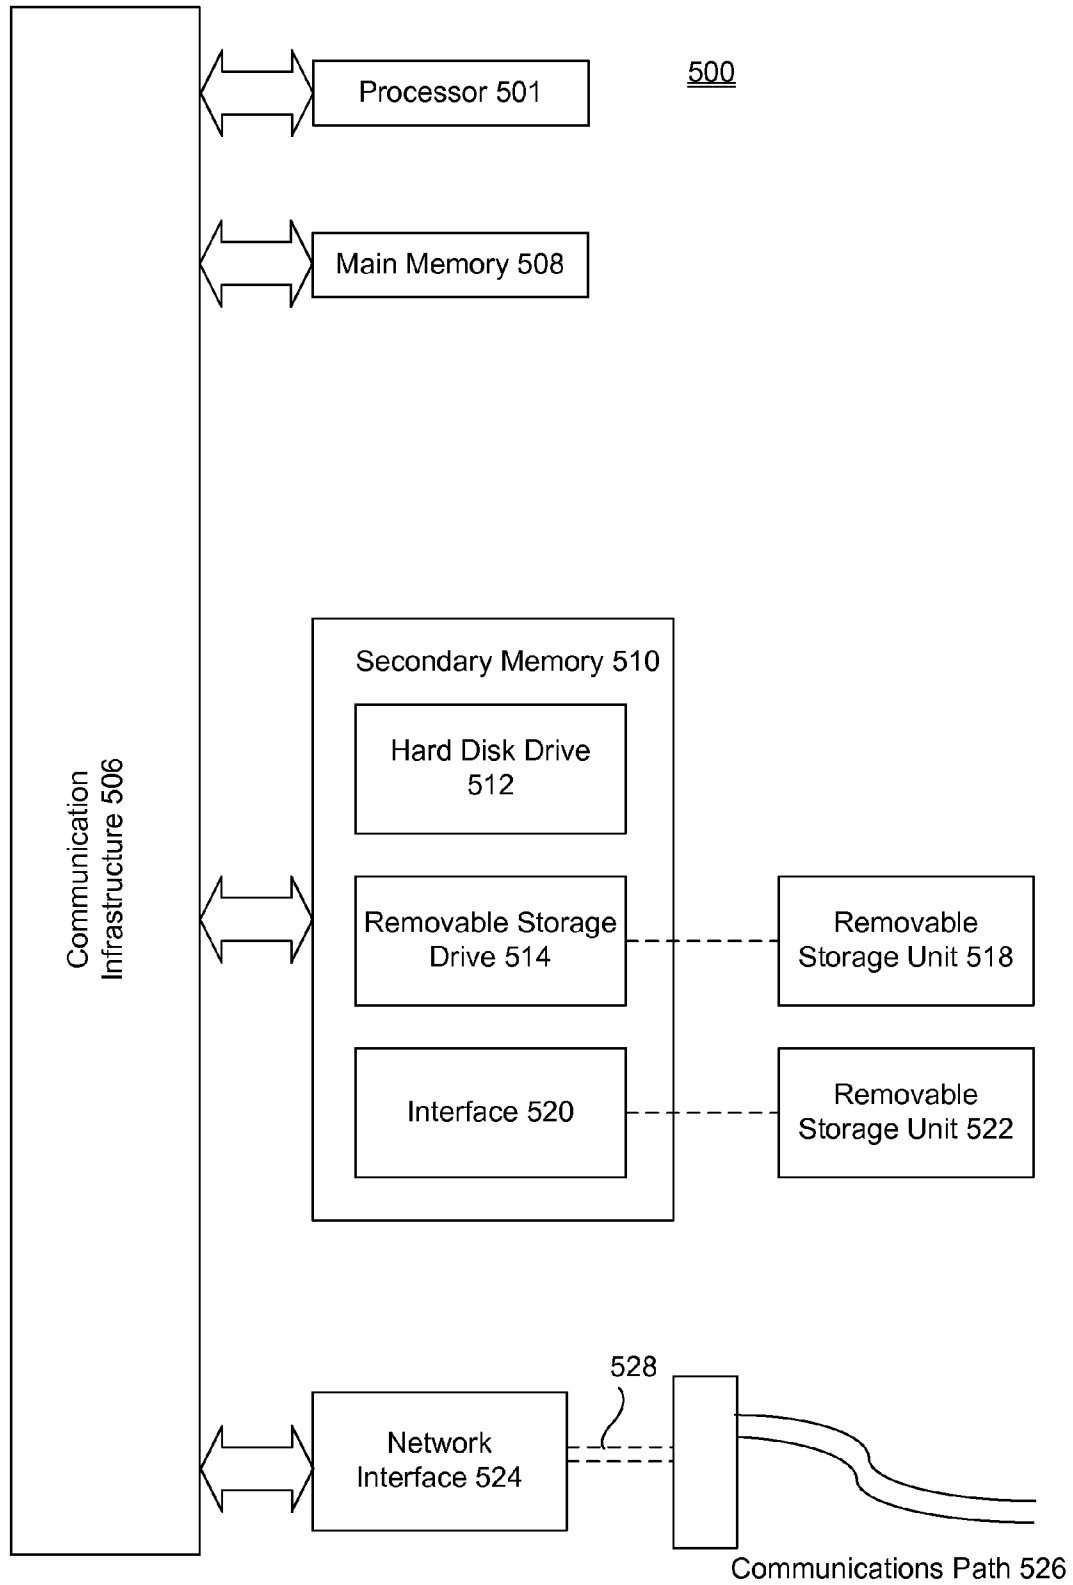 500
Processor 501
Main Memory 508
Communication
Infrastructure 506
Secondary Memory 510
Hard Disk Drive
512
Removable Storage
Drive 514
Removable
Storage Unit 518
Interface 520
Removable
Storage Unit 522
528
Network
Interface 524
Communications Path 526